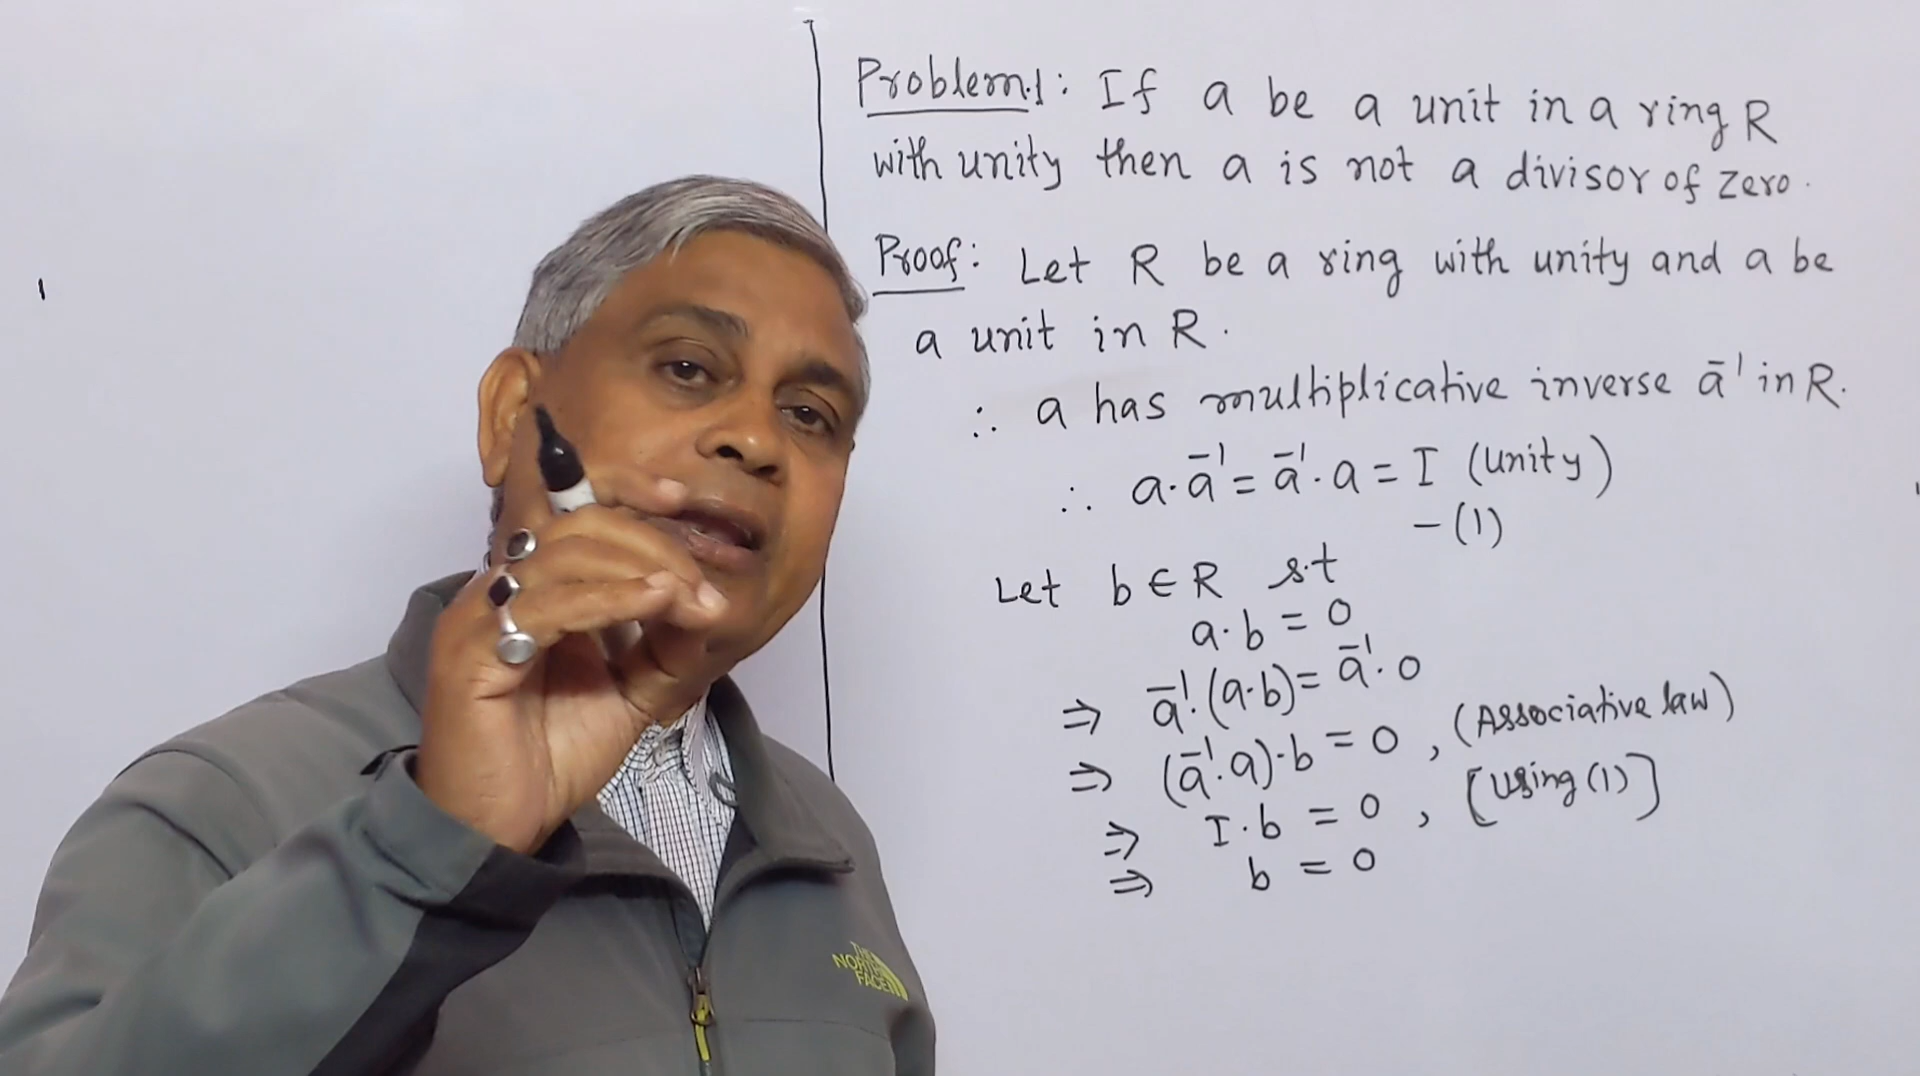 Problem.1: If a be a unit in a ring R
with unity then a is not a divisor of zero.
Proof: Let R be a ring with unity and a be
a unit in R.
∴ a has multiplicative inverse a⁻¹ in R.
∴ a·a⁻¹ = a⁻¹·a = I (unity)
— (1)
Let b ∈ R s.t
a·b = 0
⇒ a⁻¹·(a·b) = a⁻¹·0
⇒ (a⁻¹·a)·b = 0, (Associative law)
⇒ I·b = 0, [using (1)]
⇒ b = 0
THE
NORTH
FACE